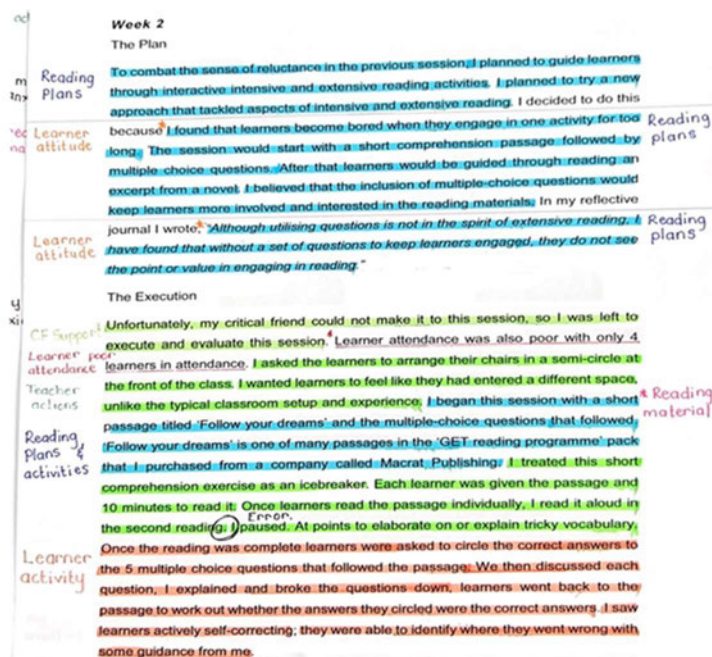 Week 2
The Plan
Reading Plans
To combat the sense of reluctance in the previous session, I planned to guide learners
through interactive intensive and extensive reading activities. I planned to try a new
approach that tackled aspects of intensive and extensive reading. I decided to do this
Learner attitude
because* I found that learners become bored when they engage in one activity for too
Reading plans
long. The session would start with a short comprehension passage followed by
multiple choice questions. After that learners would be guided through reading an
excerpt from a novel. I believed that the inclusion of multiple-choice questions would
keep learners more involved and interested in the reading materials. In my reflective
Learner attitude
journal I wrote,* "Although utilising questions is not in the spirit of extensive reading, I
Reading plans
have found that without a set of questions to keep learners engaged, they do not see
the point or value in engaging in reading."
The Execution
CF Support
Unfortunately, my critical friend could not make it to this session, so I was left to
execute and evaluate this session. Learner attendance was also poor with only 4
Learner poor attendance
learners in attendance. I asked the learners to arrange their chairs in a semi-circle at
Teacher actions
the front of the class. I wanted learners to feel like they had entered a different space,
unlike the typical classroom setup and experience. I began this session with a short
* Reading material
passage titled 'Follow your dreams' and the multiple-choice questions that followed.
Reading Plans & activities
'Follow your dreams' is one of many passages in the 'GET reading programme' pack
that I purchased from a company called Macrat Publishing. I treated this short
comprehension exercise as an icebreaker. Each learner was given the passage and
10 minutes to read it. Once learners read the passage individually, I read it aloud in
Error.
the second reading. I paused. At points to elaborate on or explain tricky vocabulary.
Learner activity
Once the reading was complete learners were asked to circle the correct answers to
the 5 multiple choice questions that followed the passage. We then discussed each
question, I explained and broke the questions down, learners went back to the
passage to work out whether the answers they circled were the correct answers. I saw
learners actively self-correcting; they were able to identify where they went wrong with
some guidance from me.